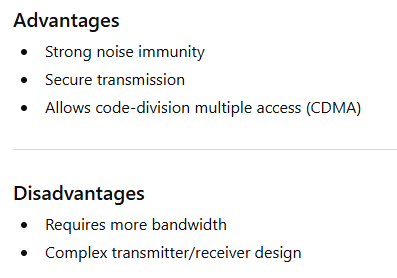 Advantages
• Strong noise immunity
• Secure transmission
• Allows code-division multiple access (CDMA)
Disadvantages
• Requires more bandwidth
• Complex transmitter/receiver design